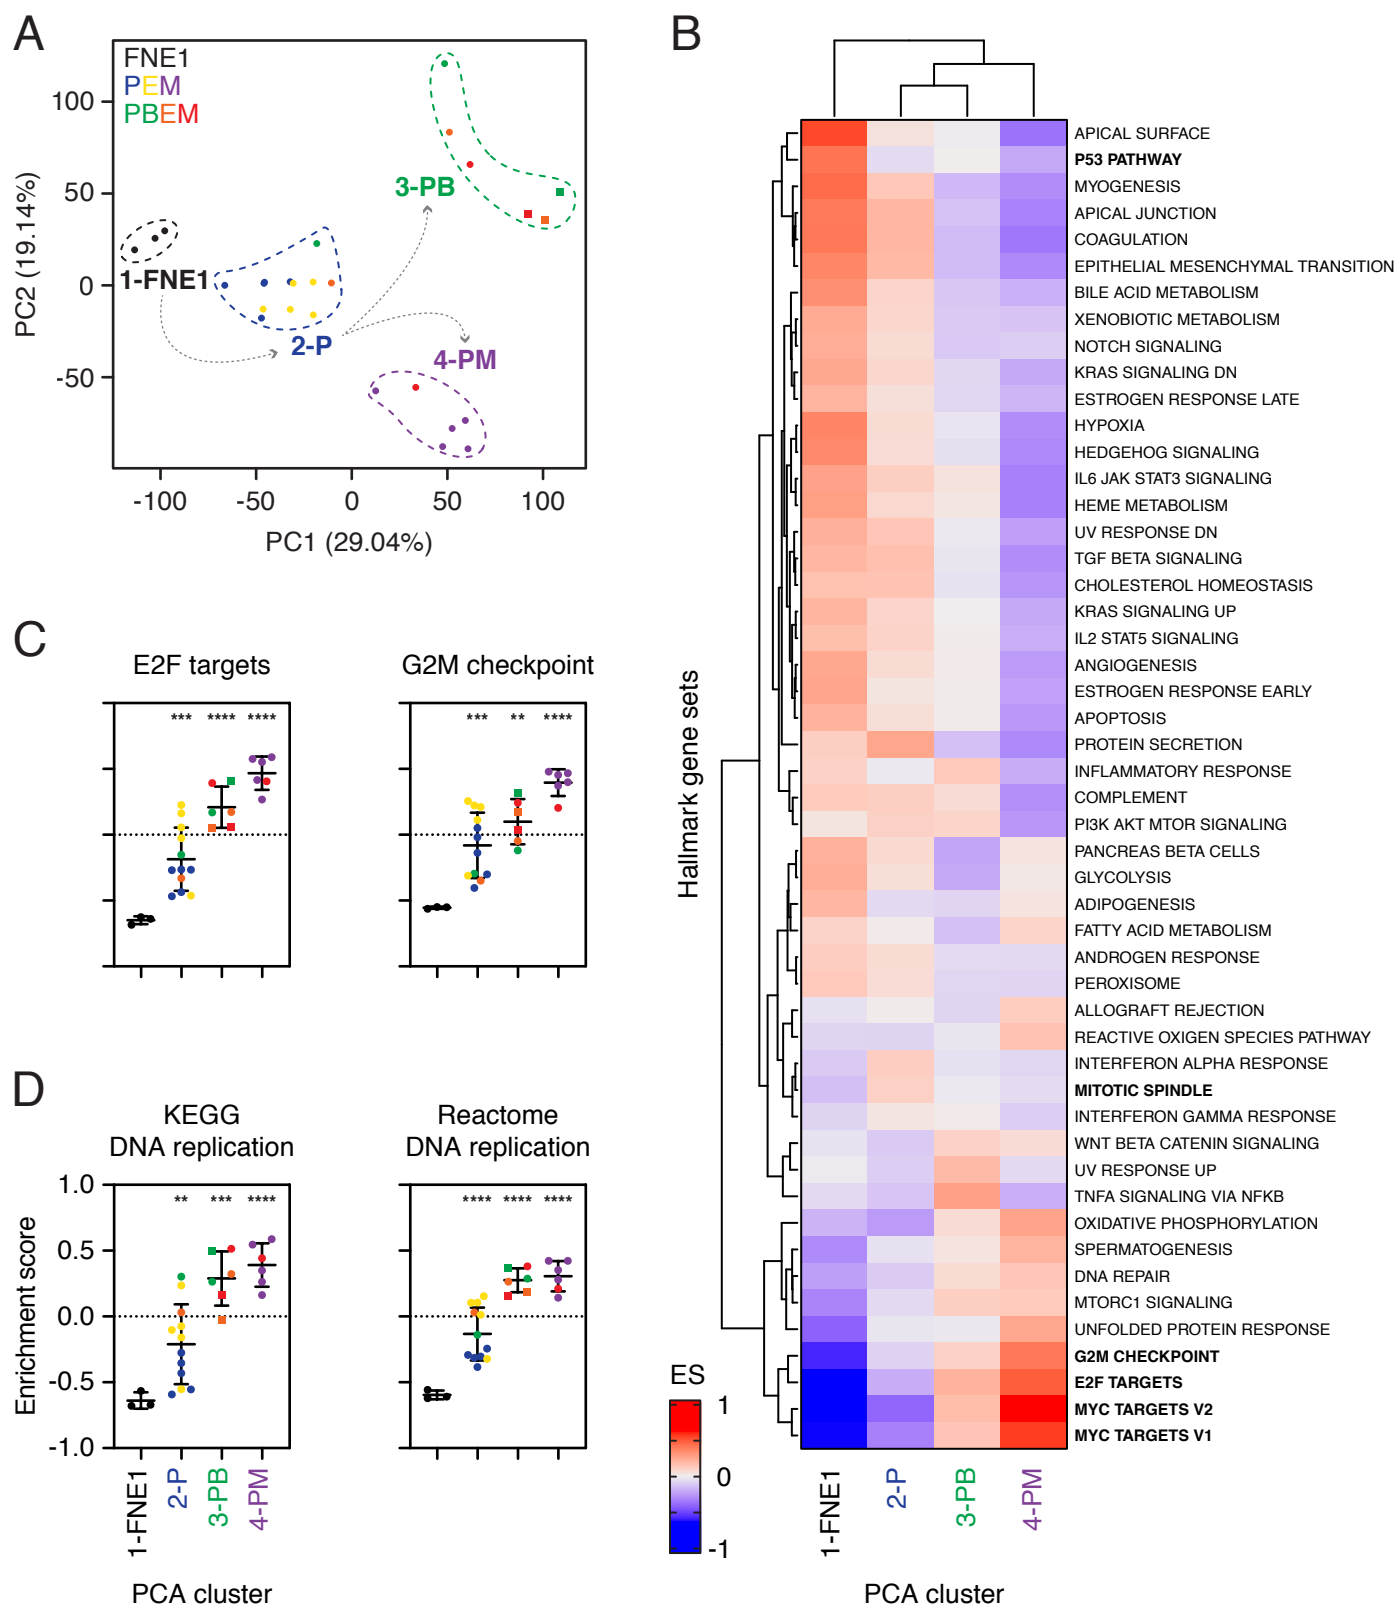 A
FNE1
PEM
PBEM
100
50
0
-50
-100
-50
0
50
100
PC2 (19.14%)
PC1 (29.04%)
1-FNE1
2-P
3-PB
4-PM
B
Hallmark gene sets
APICAL SURFACE
P53 PATHWAY
MYOGENESIS
APICAL JUNCTION
COAGULATION
EPITHELIAL MESENCHYMAL TRANSITION
BILE ACID METABOLISM
XENOBIOTIC METABOLISM
NOTCH SIGNALING
KRAS SIGNALING DN
ESTROGEN RESPONSE LATE
HYPOXIA
HEDGEHOG SIGNALING
IL6 JAK STAT3 SIGNALING
HEME METABOLISM
UV RESPONSE DN
TGF BETA SIGNALING
CHOLESTEROL HOMEOSTASIS
KRAS SIGNALING UP
IL2 STAT5 SIGNALING
ANGIOGENESIS
ESTROGEN RESPONSE EARLY
APOPTOSIS
PROTEIN SECRETION
INFLAMMATORY RESPONSE
COMPLEMENT
PI3K AKT MTOR SIGNALING
PANCREAS BETA CELLS
GLYCOLYSIS
ADIPOGENESIS
FATTY ACID METABOLISM
ANDROGEN RESPONSE
PEROXISOME
ALLOGRAFT REJECTION
REACTIVE OXIGEN SPECIES PATHWAY
INTERFERON ALPHA RESPONSE
MITOTIC SPINDLE
INTERFERON GAMMA RESPONSE
WNT BETA CATENIN SIGNALING
UV RESPONSE UP
TNFA SIGNALING VIA NFKB
OXIDATIVE PHOSPHORYLATION
SPERMATOGENESIS
DNA REPAIR
MTORC1 SIGNALING
UNFOLDED PROTEIN RESPONSE
G2M CHECKPOINT
E2F TARGETS
MYC TARGETS V2
MYC TARGETS V1
ES
1
0
-1
1-FNE1
2-P
3-PB
4-PM
PCA cluster
C
E2F targets
*** **** ****
G2M checkpoint
*** ** ****
D
KEGG
DNA replication
** *** ****
Reactome
DNA replication
**** **** ****
Enrichment score
1.0
0.5
0.0
-0.5
-1.0
1-FNE1
2-P
3-PB
4-PM
PCA cluster